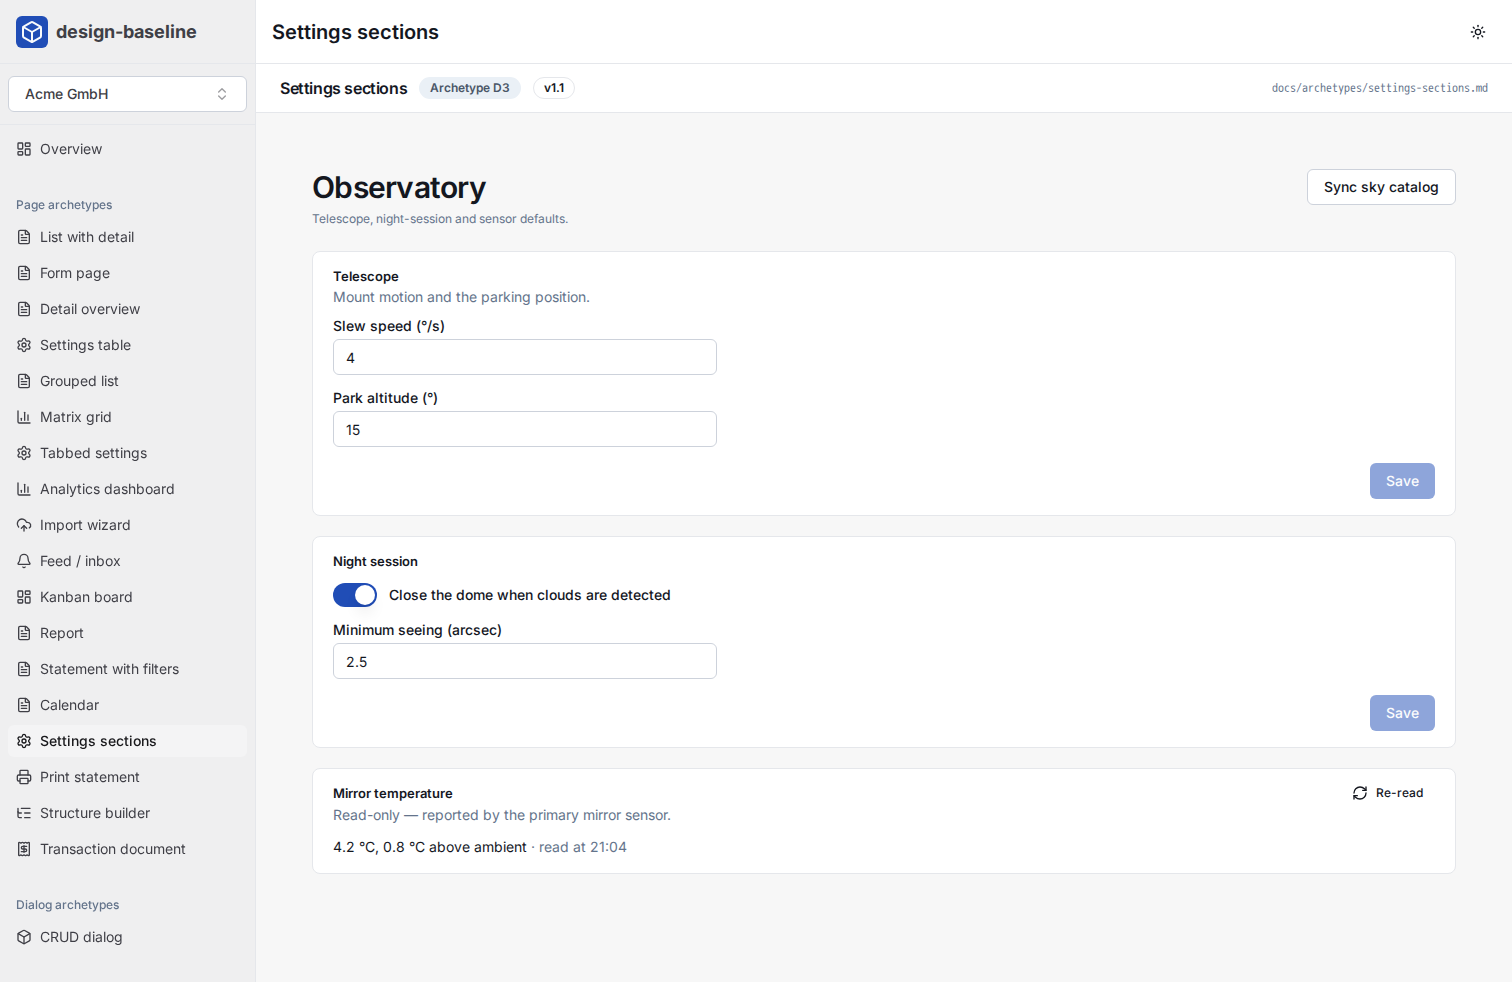 design-baseline
Acme GmbH
Overview
Page archetypes
List with detail
Form page
Detail overview
Settings table
Grouped list
Matrix grid
Tabbed settings
Analytics dashboard
Import wizard
Feed / inbox
Kanban board
Report
Statement with filters
Calendar
Settings sections
Print statement
Structure builder
Transaction document
Dialog archetypes
CRUD dialog
Settings sections
Settings sections Archetype D3 v1.1 docs/archetypes/settings-sections.md
Observatory
Sync sky catalog
Telescope, night-session and sensor defaults.
Telescope
Mount motion and the parking position.
Slew speed (°/s)
4
Park altitude (°)
15
Save
Night session
Close the dome when clouds are detected
Minimum seeing (arcsec)
2.5
Save
Mirror temperature
Re-read
Read-only — reported by the primary mirror sensor.
4.2 °C, 0.8 °C above ambient · read at 21:04